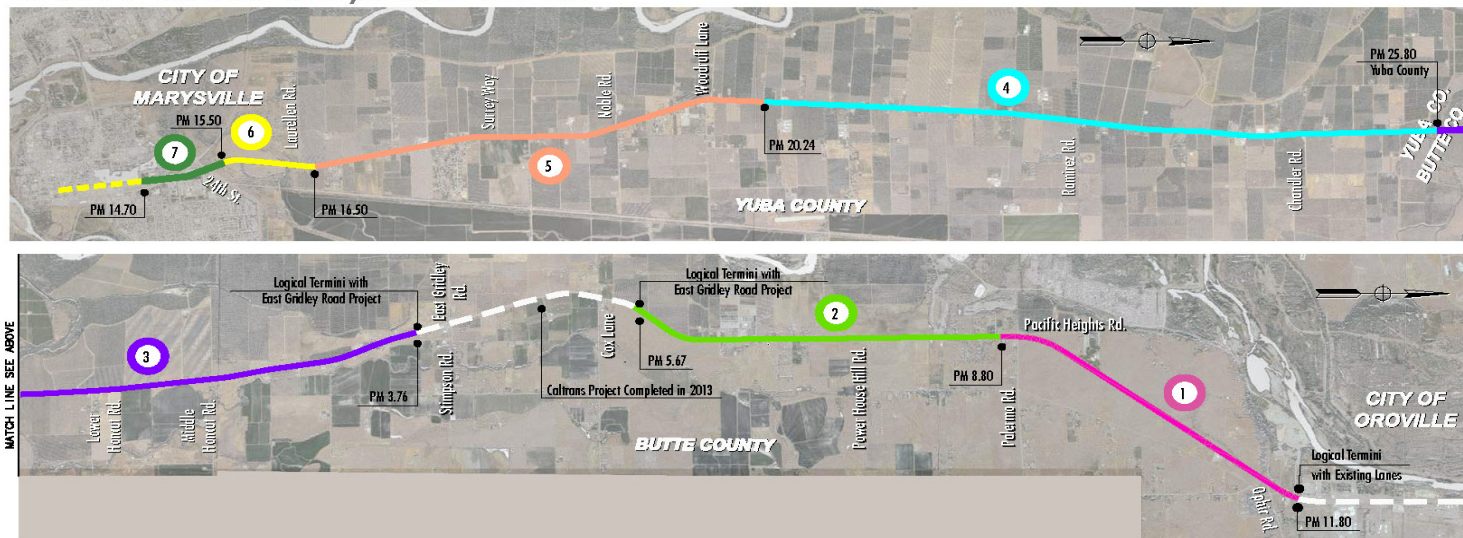 CITY OF
MARYSVILLE
PM 15.50
7
6
24th St.
Laurellen Rd.
PM 14.70
PM 16.50
Surrey Way
5
Noble Rd.
Woodruff Lane
PM 20.24
YUBA COUNTY
4
Ramirez Rd.
Chandler Rd.
PM 25.80
Yuba County
YUBA CO.
BUTTE CO.
MATCH LINE SEE ABOVE
3
Lower
Honcut Rd.
Middle
Honcut Rd.
Logical Termini with
East Gridley Road Project
PM 3.76
East Gridley
Rd.
Stimpson Rd.
Caltrans Project Completed in 2013
Cox Lane
Logical Termini with
East Gridley Road Project
PM 5.67
BUTTE COUNTY
2
Power House Hill Rd.
PM 8.80
Palermo Rd.
Pacific Heights Rd.
1
CITY OF
OROVILLE
Logical Termini
with Existing Lanes
Ophir Rd.
PM 11.80